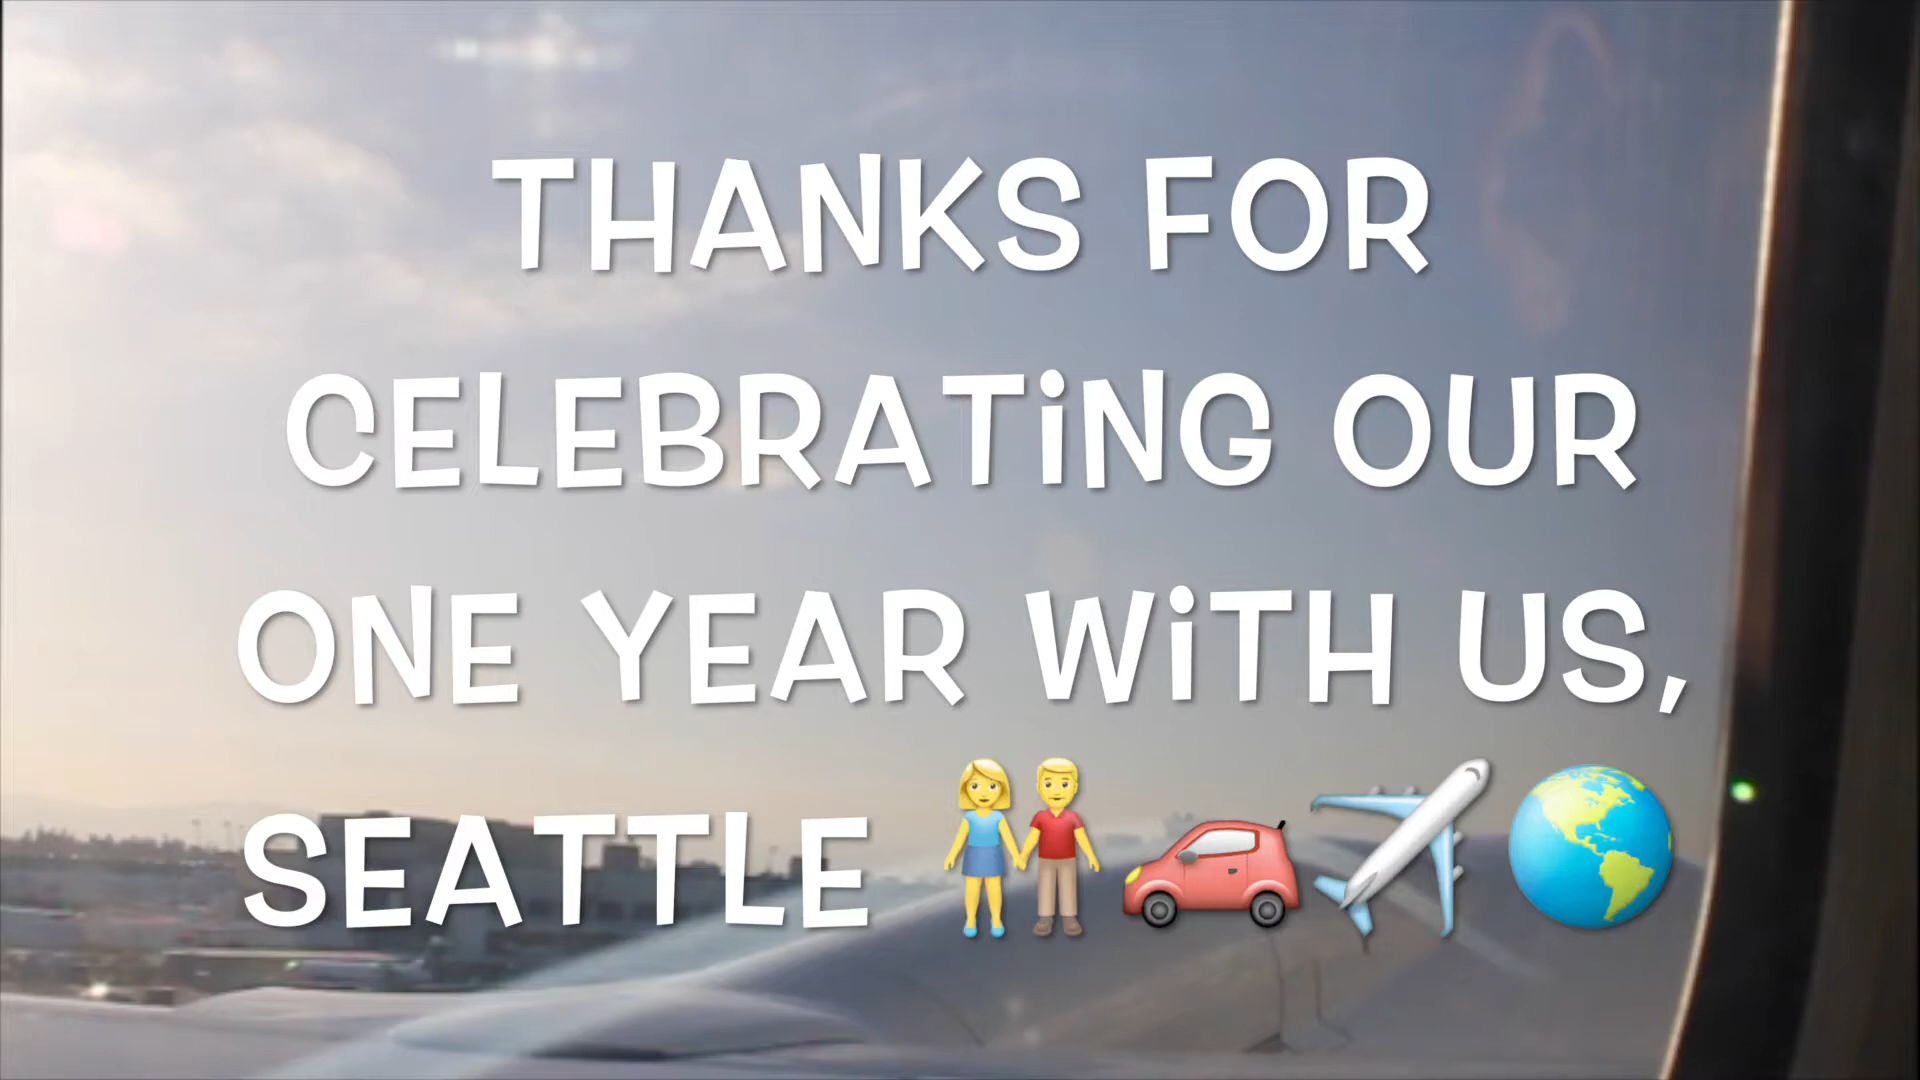 THANKS FOR
CELEBRATiNG OUR
ONE YEAR WiTH US,
SEATTLE 👫🚗✈️🌎